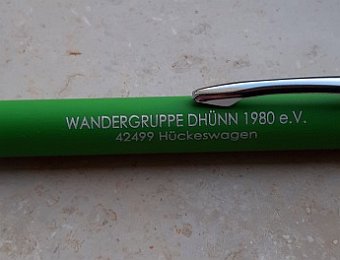 WANDERGRUPPE DHÜNN 1980 e.V.
42499 Hückeswagen